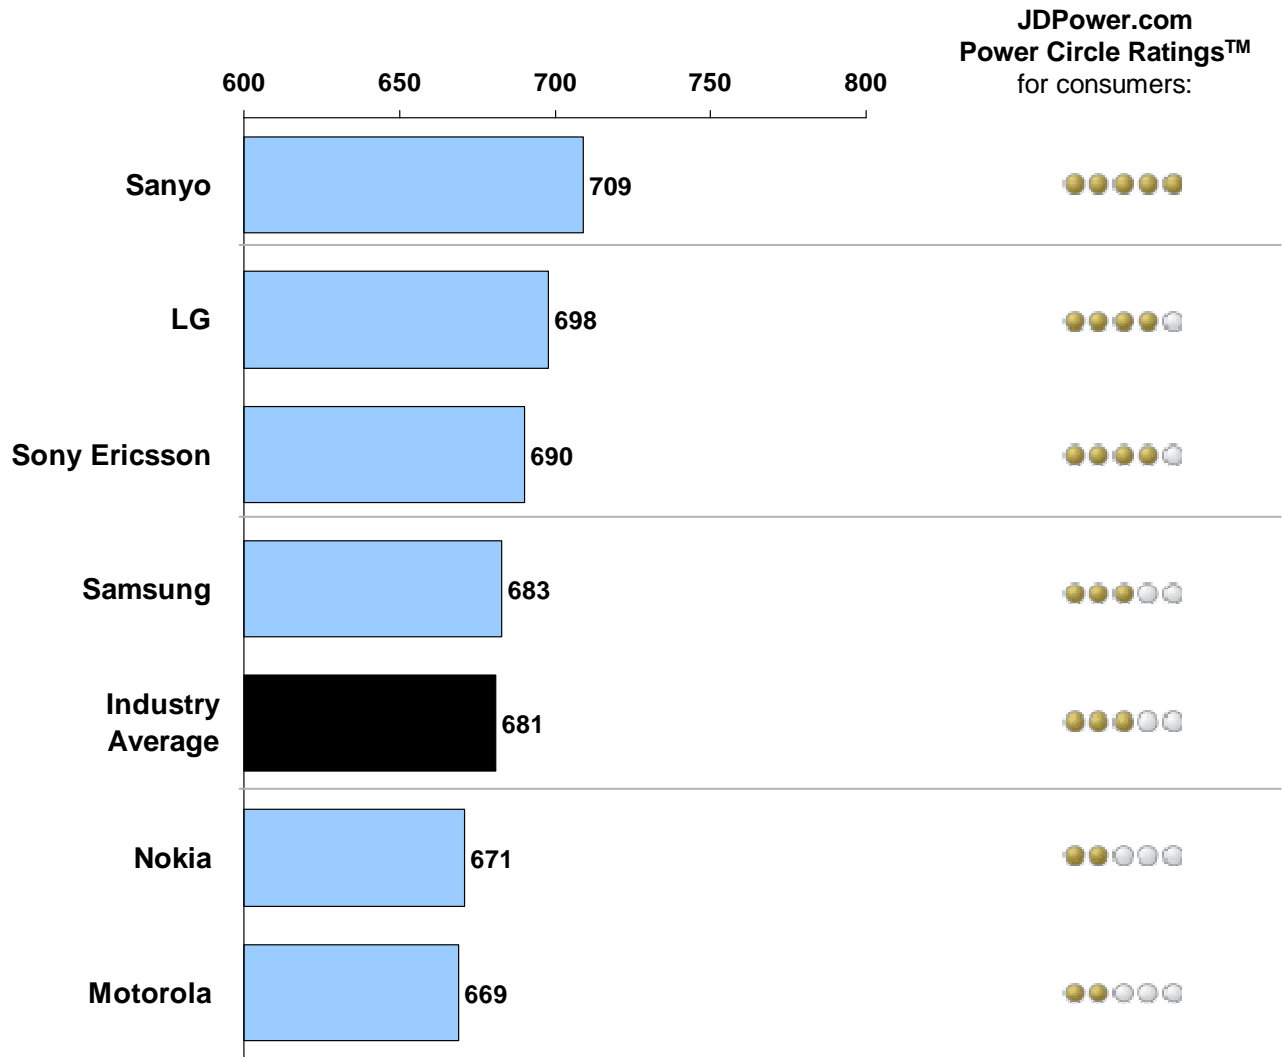 JDPower.com
Power Circle Ratings™
for consumers:
600 650 700 750 800
Sanyo 709
LG 698
Sony Ericsson 690
Samsung 683
Industry
Average 681
Nokia 671
Motorola 669